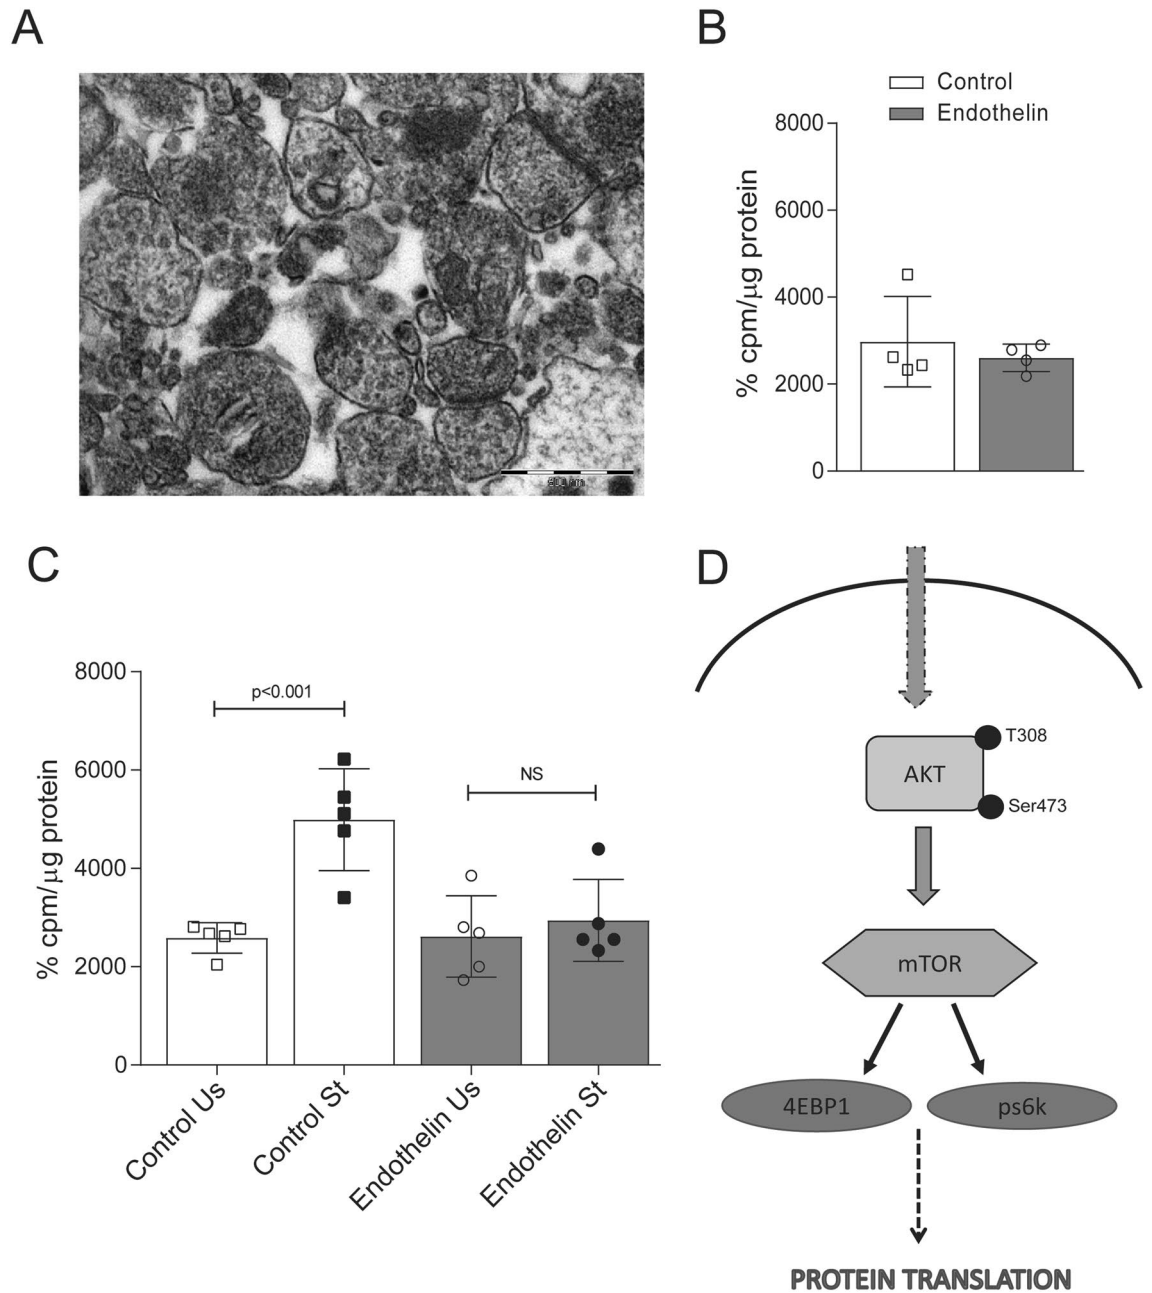 A
B
Control
Endothelin
8000
6000
4000
2000
0
% cpm/µg protein
C
8000
6000
4000
2000
0
% cpm/µg protein
p<0.001
NS
Control Us
Control St
Endothelin Us
Endothelin St
D
T308
AKT
Ser473
mTOR
4EBP1
ps6k
PROTEIN TRANSLATION